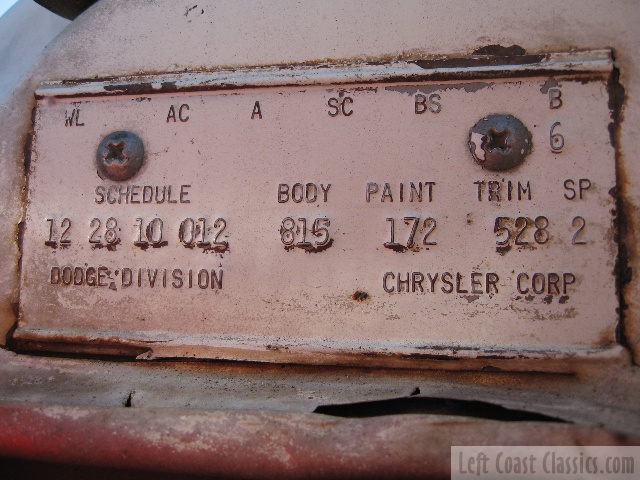 WL AC A SC BS B
6
SCHEDULE BODY PAINT TRIM SP
12 28 10 012 815 172 528 2
DODGE DIVISION CHRYSLER CORP
Left Coast Classics.com